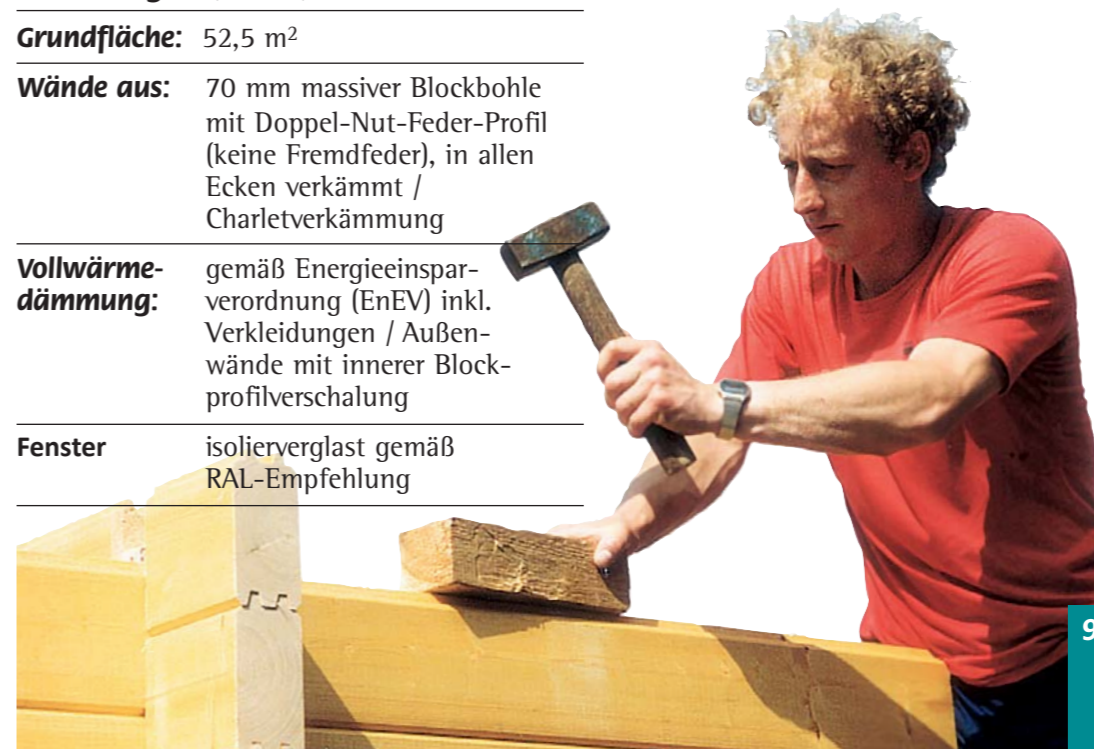 Grundfläche: 52,5 m²
Wände aus: 70 mm massiver Blockbohle
mit Doppel-Nut-Feder-Profil
(keine Fremdfeder), in allen
Ecken verkämmt /
Charletverkämmung
Vollwärme- gemäß Energieeinspar-
dämmung: verordnung (EnEV) inkl.
Verkleidungen / Außen-
wände mit innerer Block-
profilverschalung
Fenster isolierverglast gemäß
RAL-Empfehlung
9